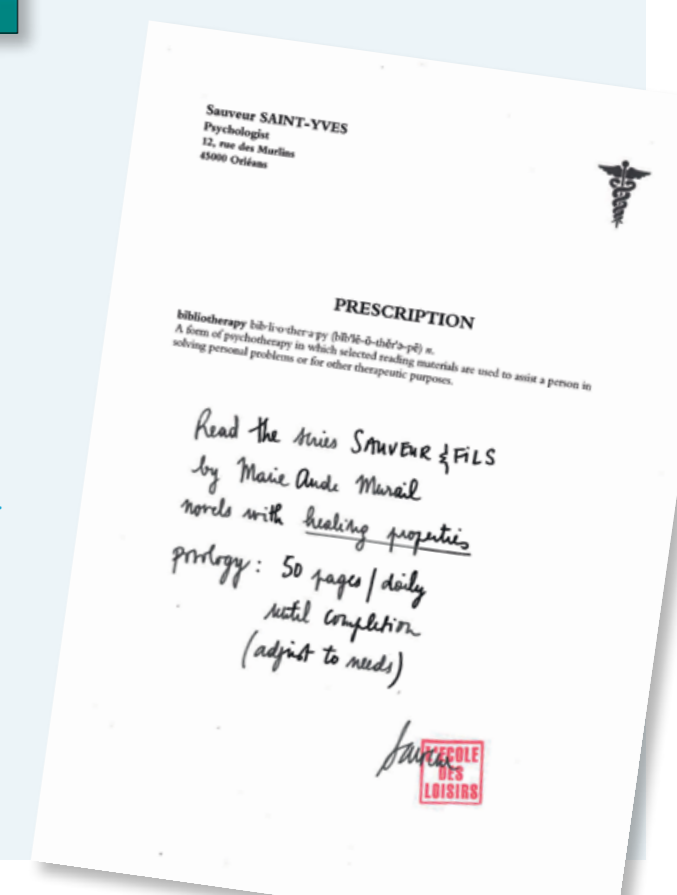 Sauveur SAINT-YVES
Psychologist
12, rue des Murlins
45000 Orléans
PRESCRIPTION
bibliotherapy bib·li·o·ther·a·py (bĭb'lē-ō-thĕr'ə-pē) n.
A form of psychotherapy in which selected reading materials are used to assist a person in
solving personal problems or for other therapeutic purposes.
Read the series SAUVEUR & FILS
by Marie Aude Murail
novels with healing properties
posology: 50 pages / daily
until completion
(adjust to needs)
Sauveur
L'ECOLE
DES
LOISIRS